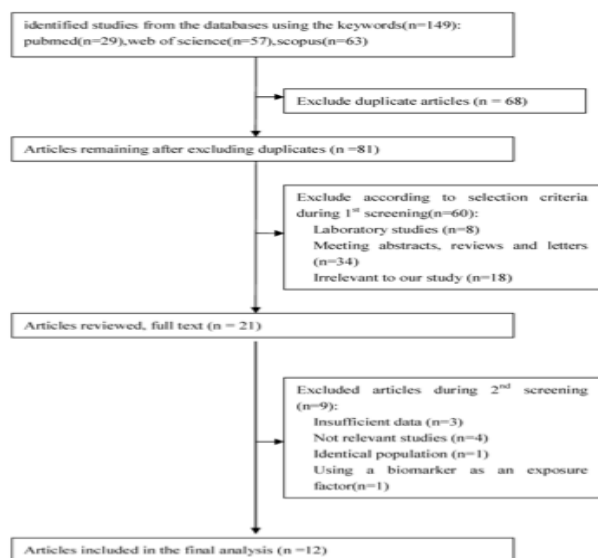 identified studies from the databases using the keywords(n=149):
pubmed(n=29),web of science(n=57),scopus(n=63)
Exclude duplicate articles (n = 68)
Articles remaining after excluding duplicates (n =81)
Exclude according to selection criteria
during 1st screening(n=60):
Laboratory studies (n=8)
Meeting abstracts, reviews and letters
(n=34)
Irrelevant to our study(n=18)
Articles reviewed, full text (n = 21)
Excluded articles during 2nd screening
(n=9):
Insufficient data (n=3)
Not relevant studies (n=4)
Identical population (n=1)
Using a biomarker as an exposure
factor(n=1)
Articles included in the final analysis (n =12)